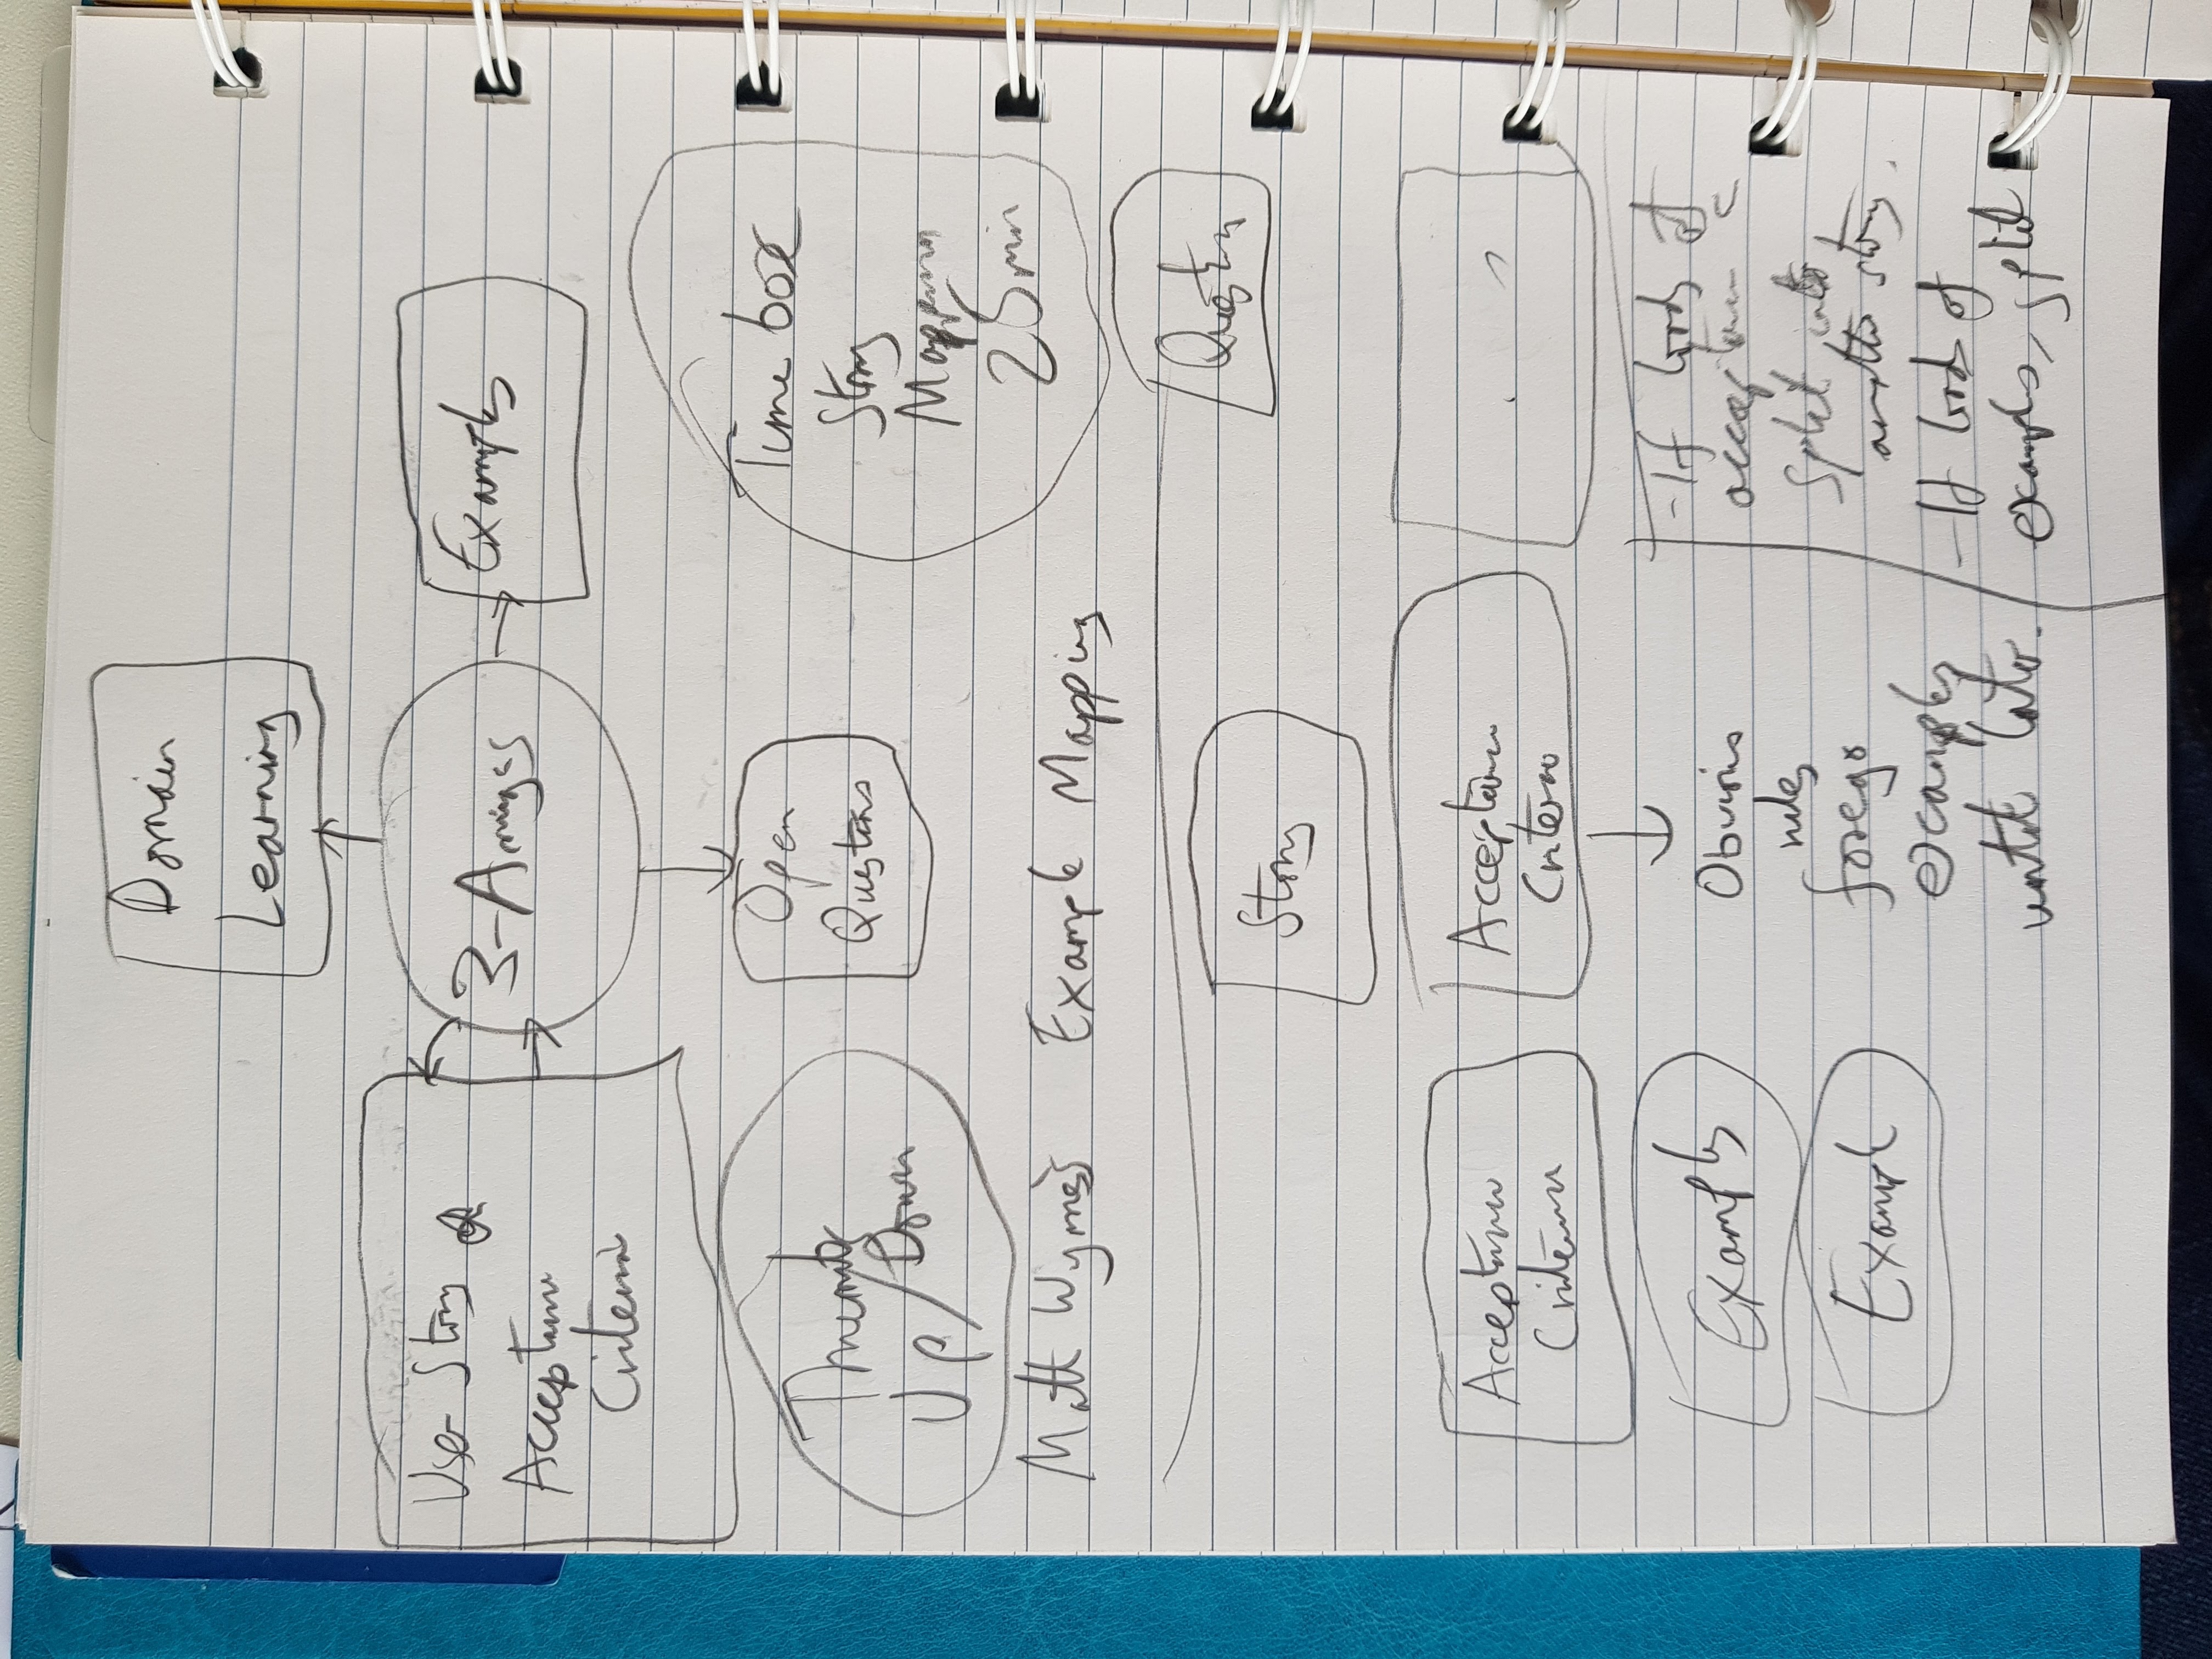 Domain
Learning
User Story &
Acceptance
Criteria
3-Amigos
Examples
Thumbs
Up / Down
Open
Questions
Time box
Story
Mapping
25min
Matt Wynne's Example Mapping
Question
Story
Acceptance
Criteria
Acceptance
Criteria
Examples
Example
Obvious
rules
forego
examples
until later.
- If loads of
acceptance c
split into
another story.
- If loads of
examples, split